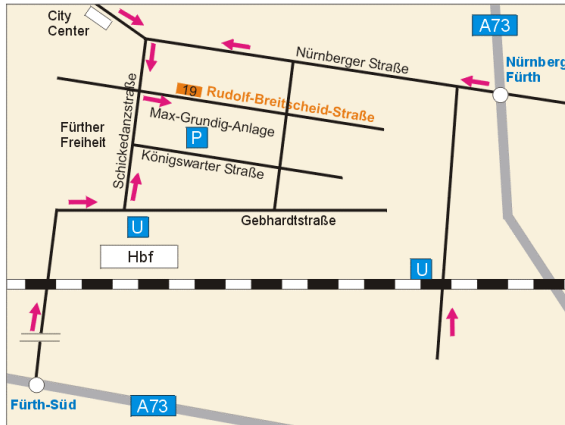 City
Center
A73
Nürnberger Straße
Nürnberg
Fürth
19
Rudolf-Breitscheid-Straße
Schickedanzstraße
Max-Grundig-Anlage
Fürther
Freiheit
P
Königswarter Straße
Gebhardtstraße
U
Hbf
U
Fürth-Süd
A73